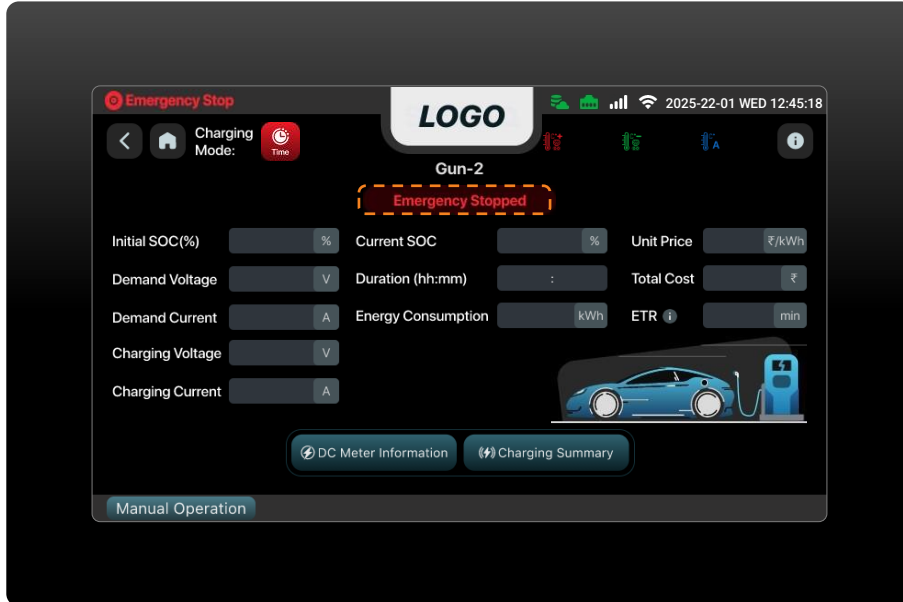 Emergency Stop
LOGO
2025-22-01 WED 12:45:18
Charging
Mode:
Time
A
Gun-2
Emergency Stopped
Initial SOC(%) %
Current SOC %
Unit Price ₹/kWh
Demand Voltage V
Duration (hh:mm) :
Total Cost ₹
Demand Current A
Energy Consumption kWh
ETR i min
Charging Voltage V
Charging Current A
DC Meter Information
Charging Summary
Manual Operation